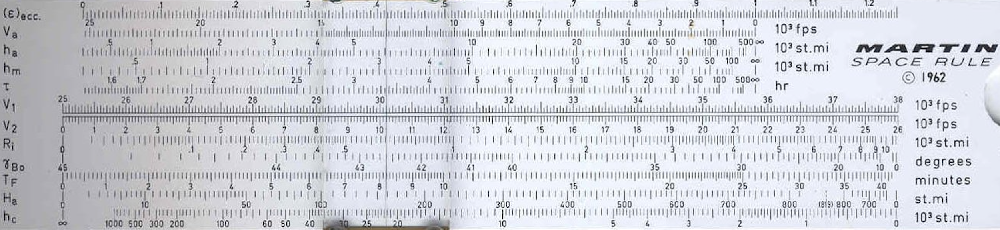 (ε)ecc. 0 .1 .2 .3 .4 .5 .6 .7 .8 .9 1 1.1 1.2
Va 25 20 15 10 9 8 7 6 5 4 3 2 1 0 10³ fps
ha .5 1 2 3 4 5 10 20 30 40 50 100 500 ∞ 10³ st.mi
hm .5 1 2 3 4 5 10 15 20 30 50 100 ∞ 10³ st.mi
τ 1.6 1.7 2 2.5 3 4 5 6 7 8 9 10 15 20 30 50 100 500 ∞ hr
MARTIN
SPACE RULE
© 1962
V1 25 26 27 28 29 30 31 32 33 34 35 36 37 38 10³ fps
V2 0 1 2 3 4 5 6 7 8 9 10 11 12 13 14 15 16 17 18 19 20 21 22 23 24 25 26 10³ fps
Ri 0 .1 .2 .3 .4 .5 1 2 3 4 5 6 7 8 9 10 10³ st.mi
γBo 45 44 43 42 41 40 35 30 20 10 0 degrees
TF 0 1 2 3 4 5 6 7 8 9 10 15 20 25 30 35 40 minutes
Ha 0 10 50 100 200 300 400 500 600 700 800 (819) 800 700 0 st.mi
hc ∞ 1000 500 300 200 100 60 50 40 30 25 20 10 5 4 3 2 1 0 10³ st.mi